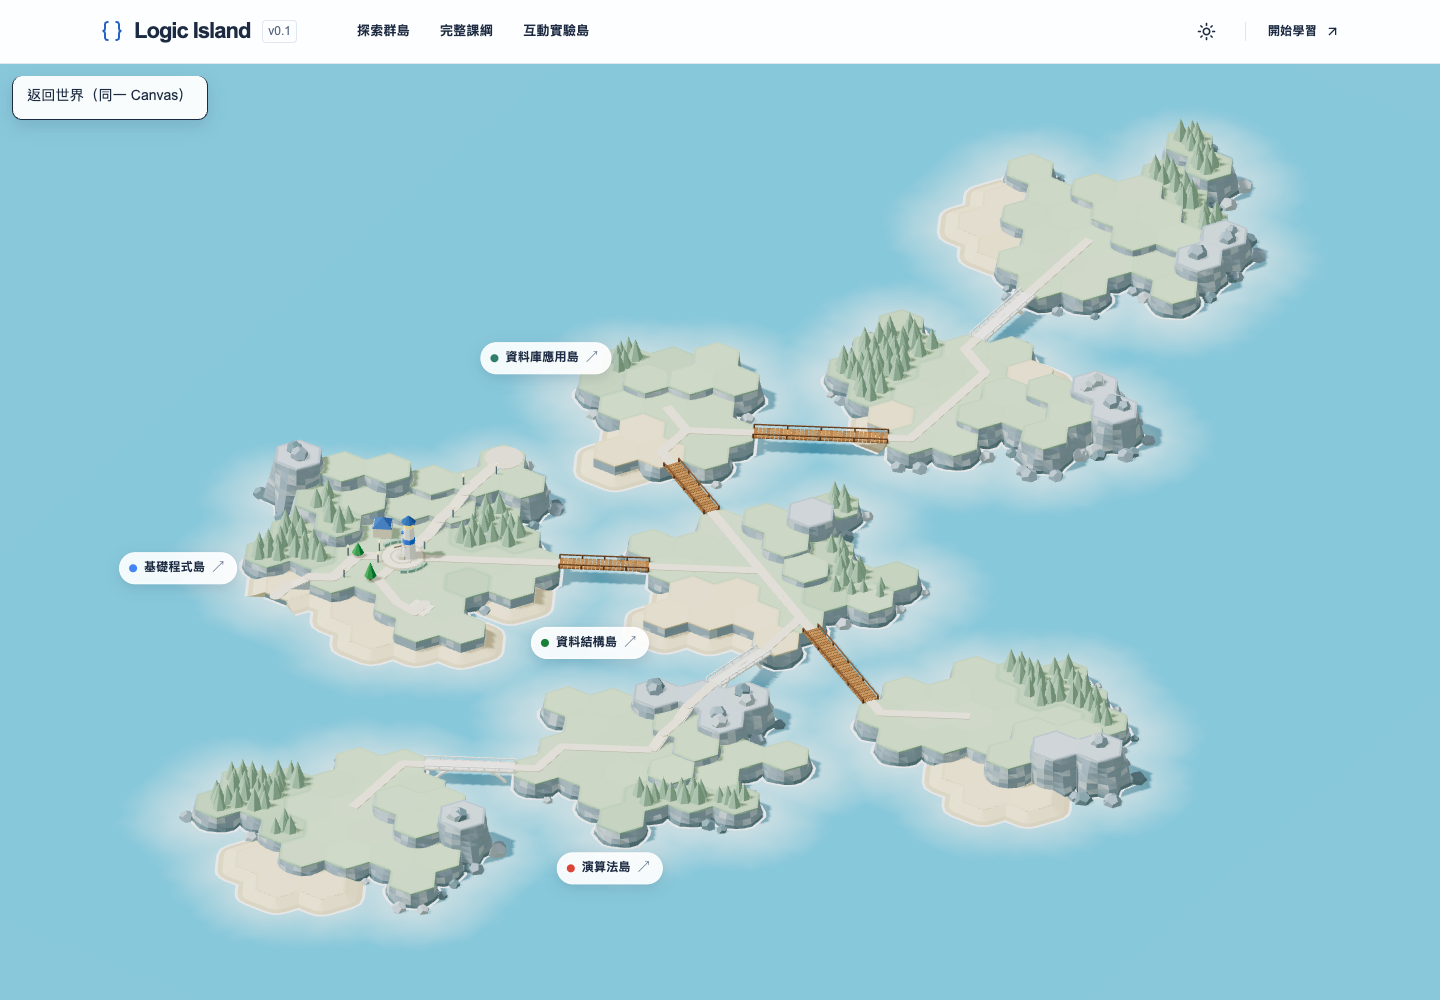 { } Logic Island v0.1 探索群島 完整課綱 互動實驗島 開始學習 ↗
返回世界（同一 Canvas）
資料庫應用島 ↗
基礎程式島 ↗
資料結構島 ↗
演算法島 ↗